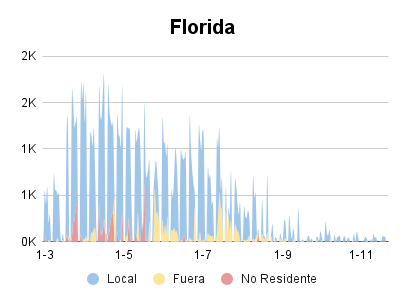 Florida
2K
2K
1K
1K
0K
1-3 1-5 1-7 1-9 1-11
Local Fuera No Residente